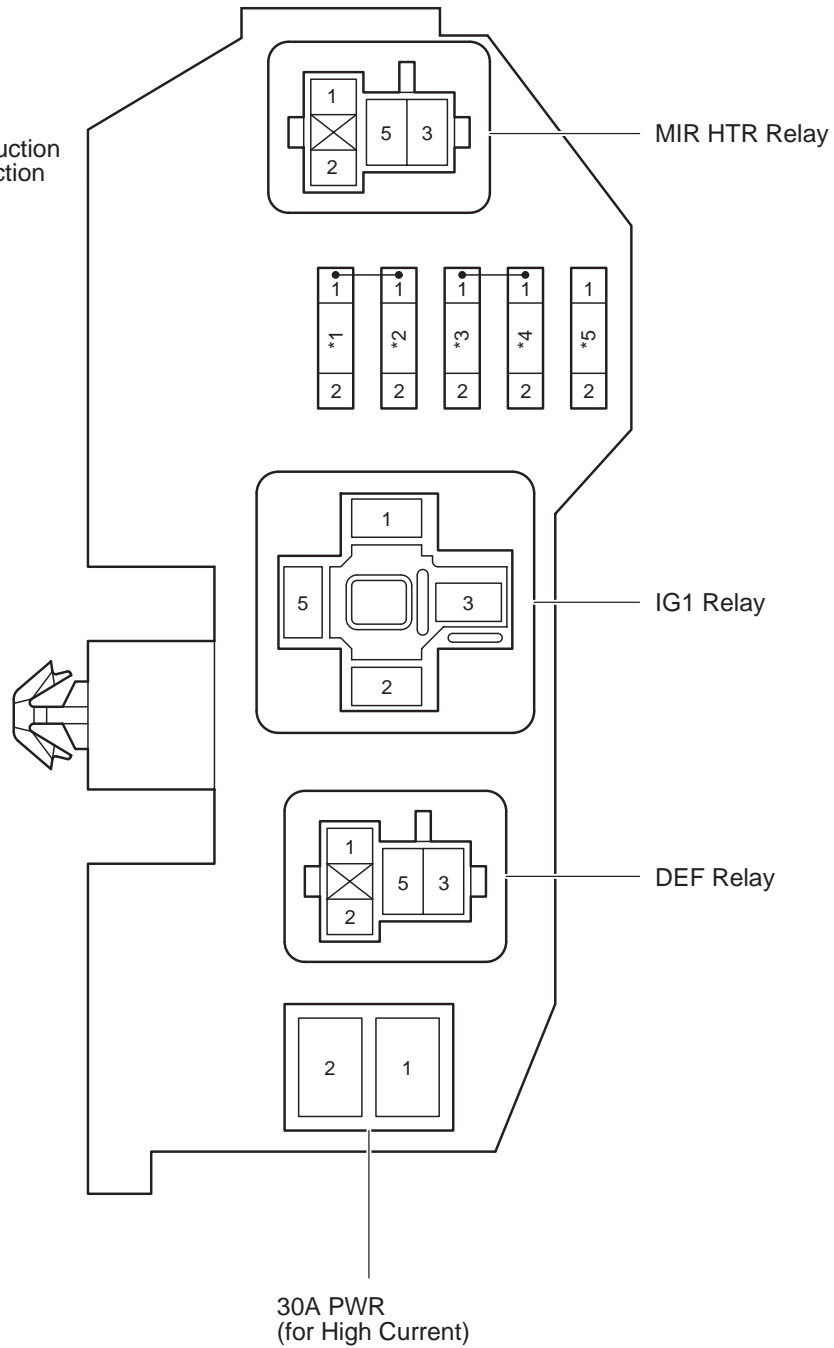 1
5 3
2
MIR HTR Relay
uction
ction
1 1 1 1 1
*1 *2 *3 *4 *5
2 2 2 2 2
1
5 3
2
IG1 Relay
1
5 3
2
DEF Relay
2 1
30A PWR
(for High Current)